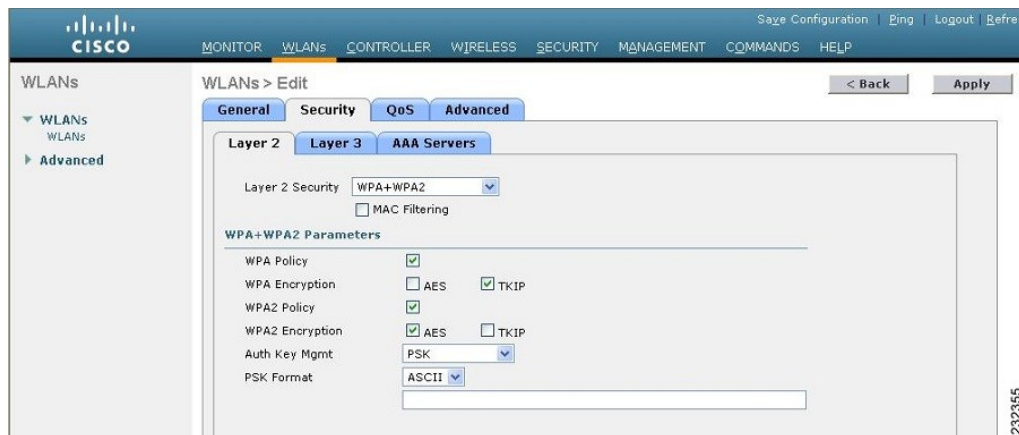 Save Configuration | Ping | Logout | Refre
CISCO
MONITOR WLANs CONTROLLER WIRELESS SECURITY MANAGEMENT COMMANDS HELP
WLANs
WLANs
WLANs
Advanced
WLANs > Edit
< Back Apply
General Security QoS Advanced
Layer 2 Layer 3 AAA Servers
Layer 2 Security WPA+WPA2
MAC Filtering
WPA+WPA2 Parameters
WPA Policy
WPA Encryption AES TKIP
WPA2 Policy
WPA2 Encryption AES TKIP
Auth Key Mgmt PSK
PSK Format ASCII
232355